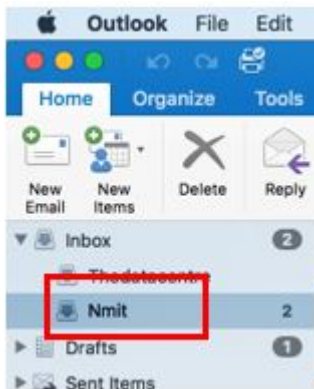 Outlook File Edit
Home Organize Tools
New Email New Items Delete Reply
Inbox 2
Thedatacentre
Nmit 2
Drafts 1
Sent Items